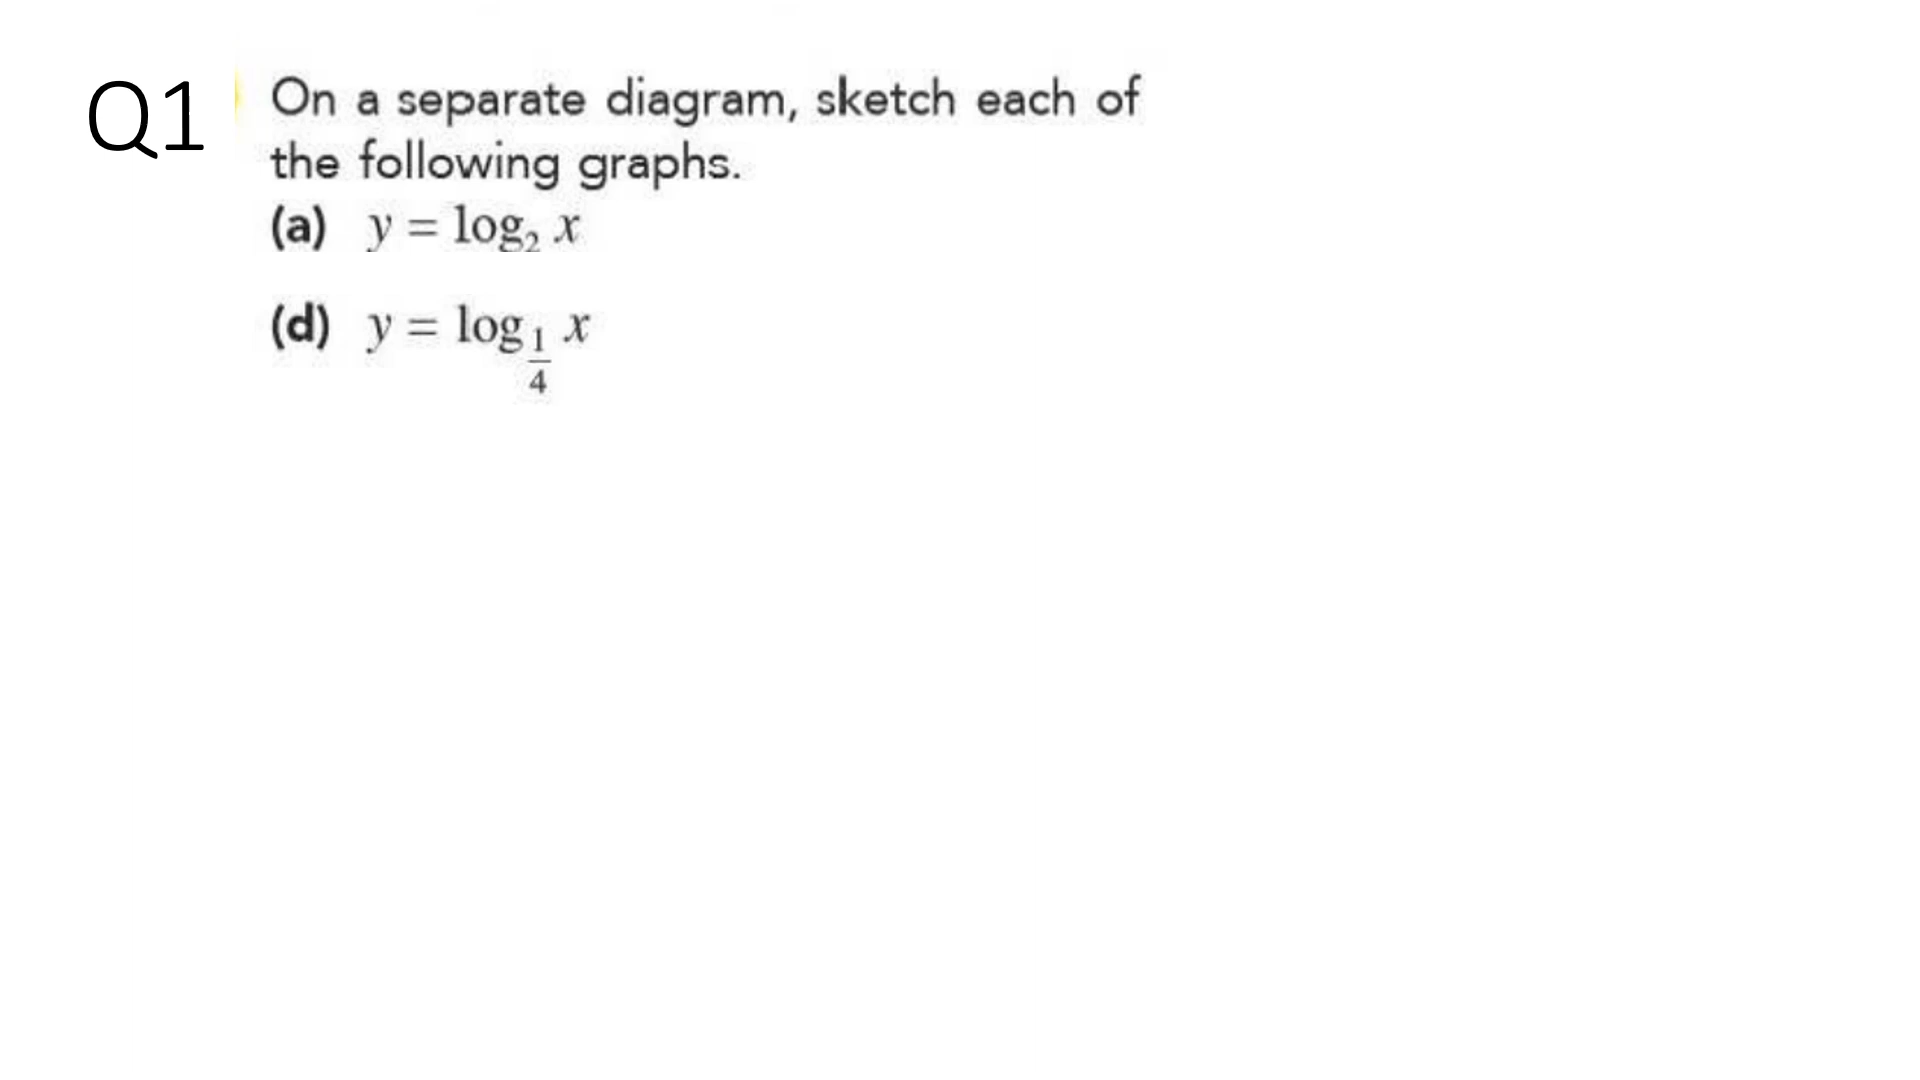 Q1 On a separate diagram, sketch each of
the following graphs.
(a) y = log₂ x
(d) y = log_{1/4} x